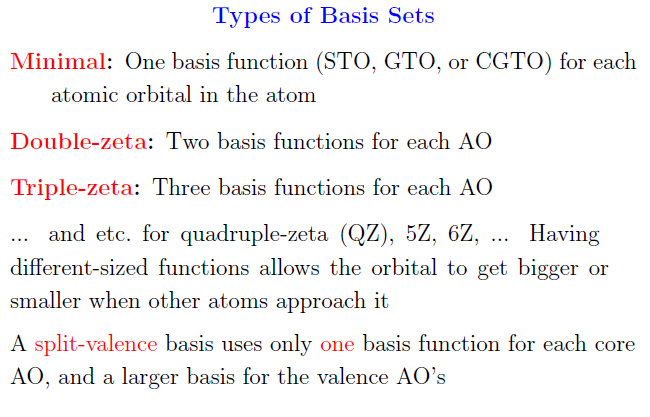 Types of Basis Sets
Minimal: One basis function (STO, GTO, or CGTO) for each
atomic orbital in the atom
Double-zeta: Two basis functions for each AO
Triple-zeta: Three basis functions for each AO
... and etc. for quadruple-zeta (QZ), 5Z, 6Z, ... Having
different-sized functions allows the orbital to get bigger or
smaller when other atoms approach it
A split-valence basis uses only one basis function for each core
AO, and a larger basis for the valence AO's